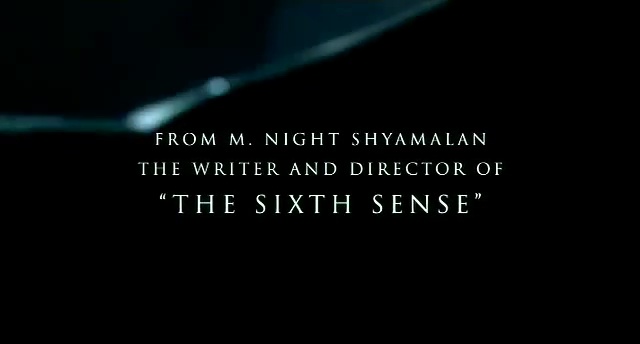 FROM M. NIGHT SHYAMALAN
THE WRITER AND DIRECTOR OF
“THE SIXTH SENSE”